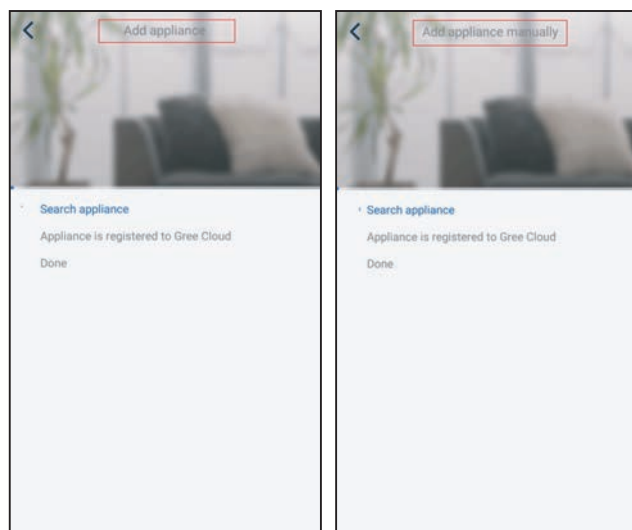 Add appliance
Search appliance
Appliance is registered to Gree Cloud
Done
Add appliance manually
Search appliance
Appliance is registered to Gree Cloud
Done